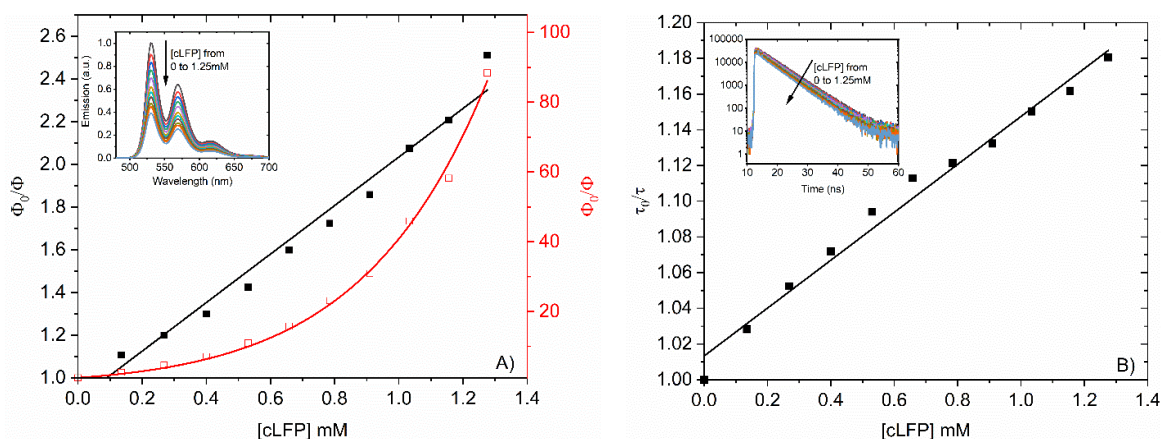 2.6
2.4
2.2
2.0
1.8
1.6
1.4
1.2
1.0
Φ0/Φ
100
80
60
40
20
0
Φ0/Φ
0.0 0.2 0.4 0.6 0.8 1.0 1.2 1.4
[cLFP] mM
A)
1.0
0.8
0.6
0.4
0.2
0.0
Emission (a.u.)
[cLFP] from
0 to 1.25mM
500 550 600 650 700
Wavelength (nm)
1.20
1.18
1.16
1.14
1.12
1.10
1.08
1.06
1.04
1.02
1.00
τ0/τ
0.0 0.2 0.4 0.6 0.8 1.0 1.2 1.4
[cLFP] mM
B)
100000
10000
1000
100
10
1
[cLFP] from
0 to 1.25mM
10 20 30 40 50 60
Time (ns)